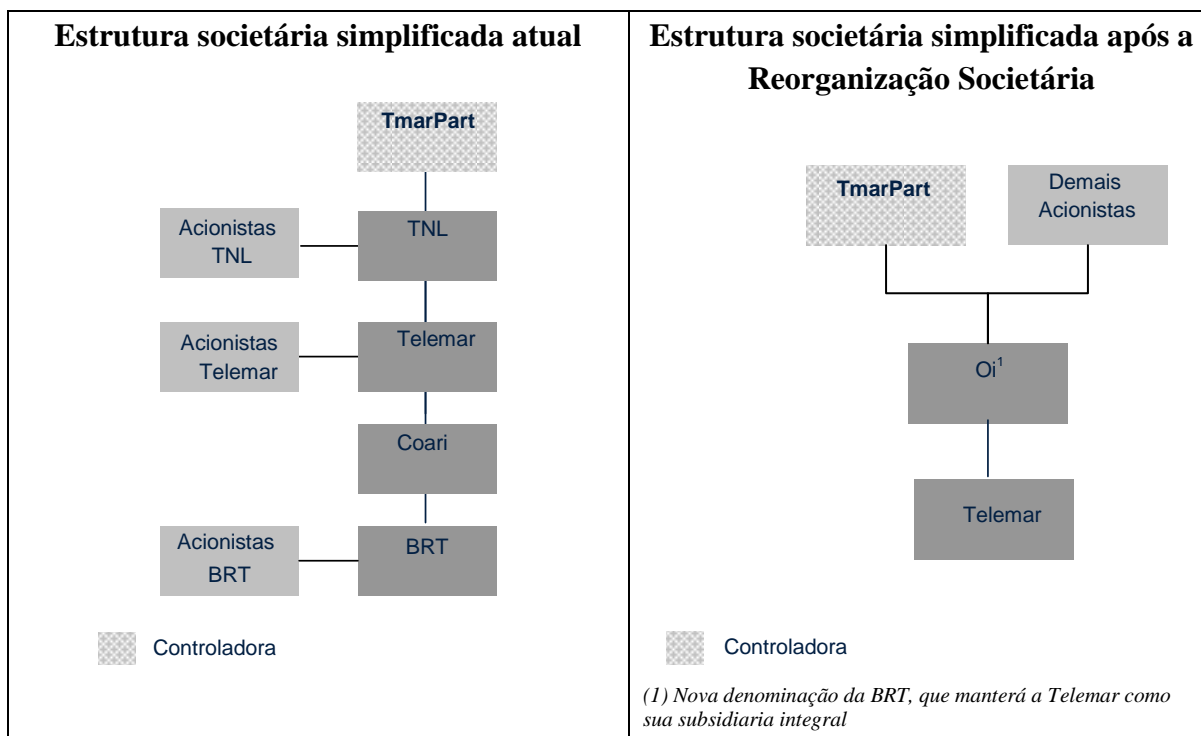 Estrutura societária simplificada atual
TmarPart
Acionistas
TNL
TNL
Acionistas
Telemar
Telemar
Coari
Acionistas
BRT
BRT
Controladora
Estrutura societária simplificada após a
Reorganização Societária
TmarPart
Demais
Acionistas
Oi¹
Telemar
Controladora
(1) Nova denominação da BRT, que manterá a Telemar como
sua subsidiaria integral